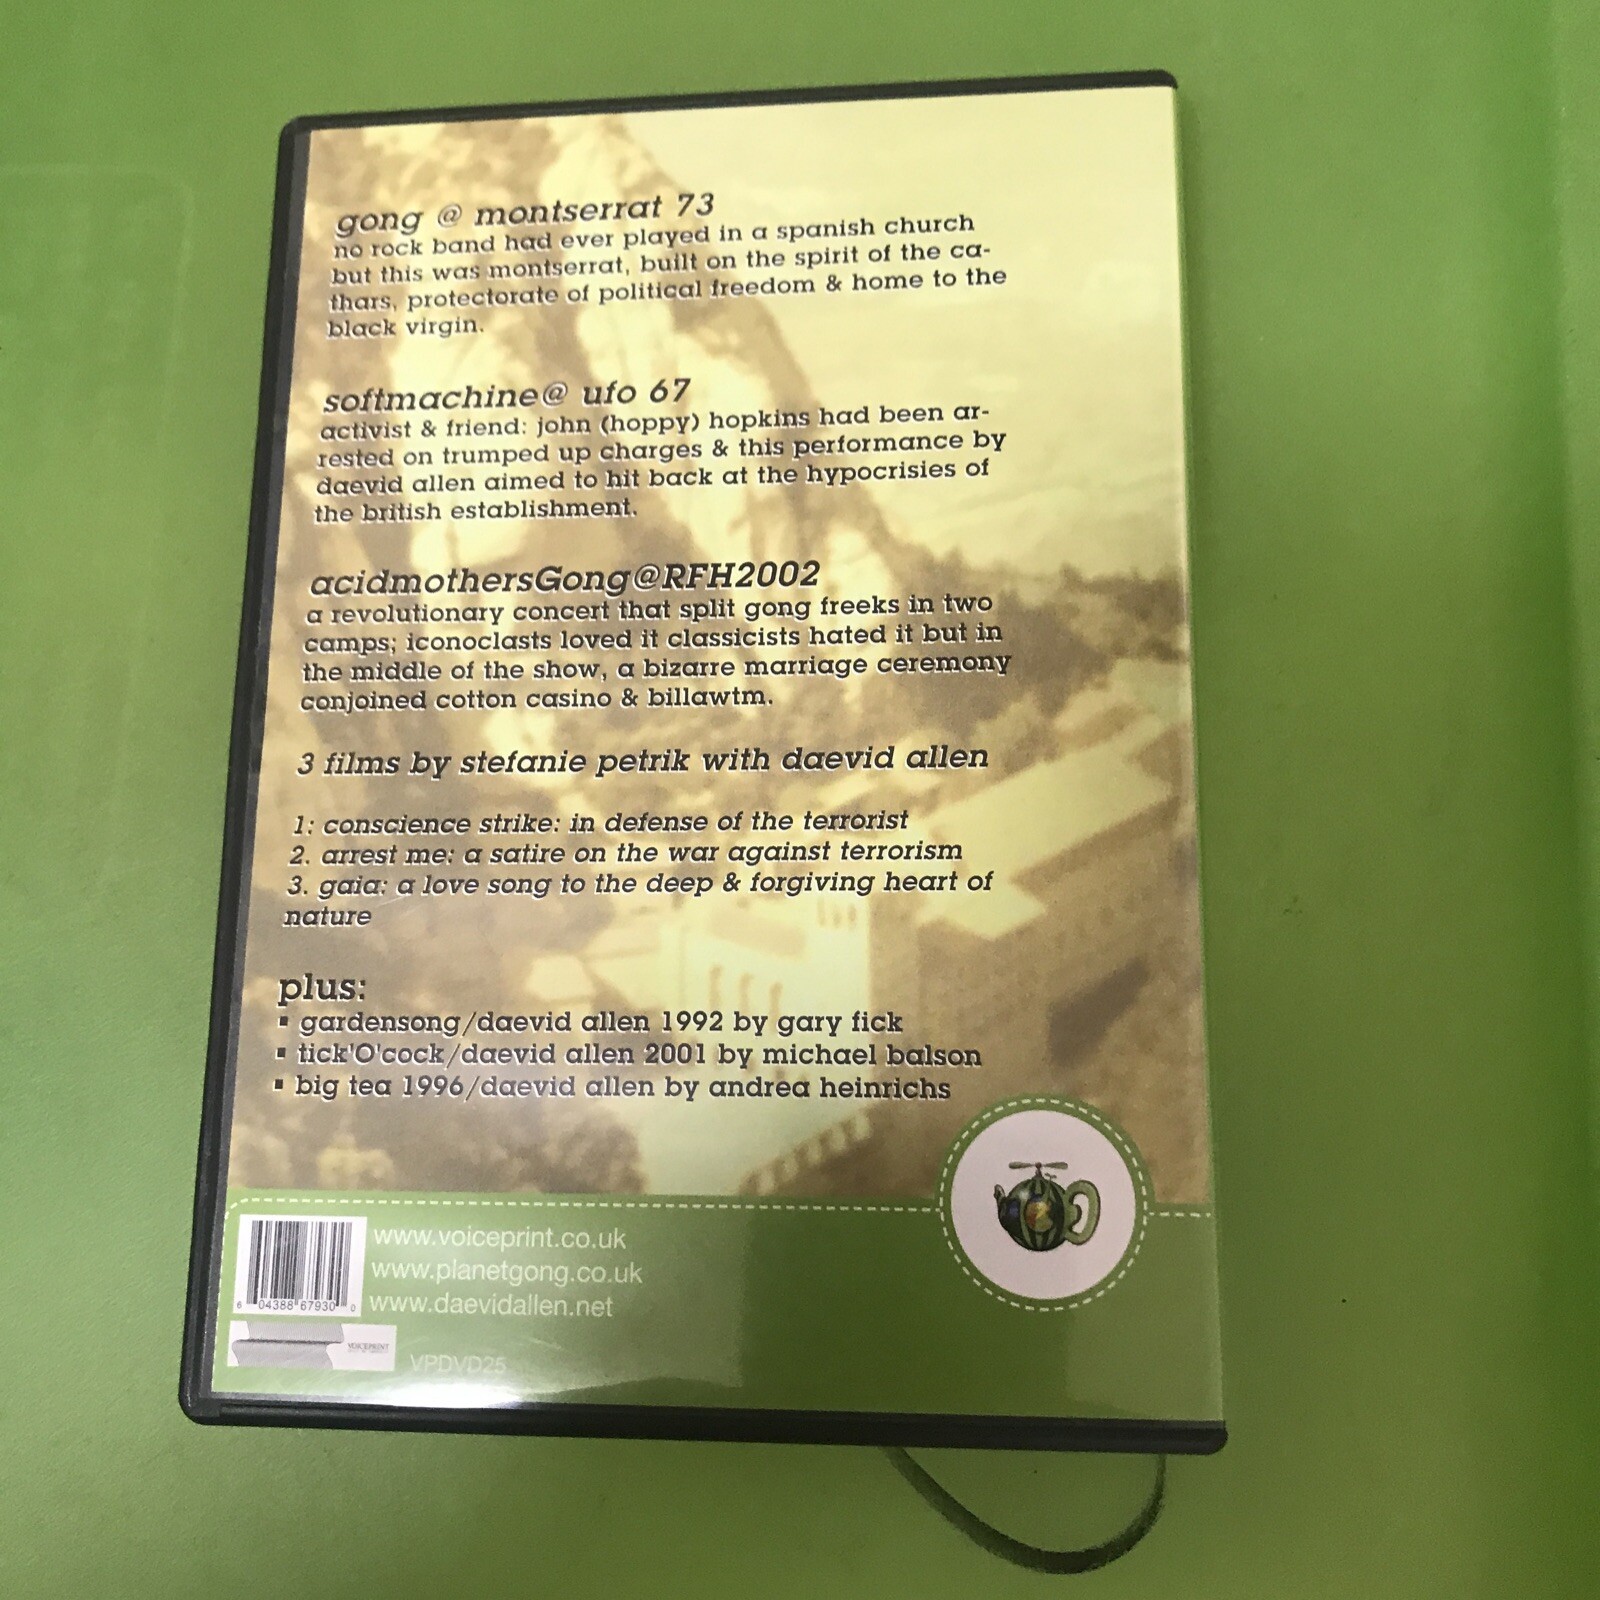 gong @ montserrat 73
no rock band had ever played in a spanish church
but this was montserrat, built on the spirit of the ca-
thars, protectorate of political freedom & home to the
black virgin.
softmachine@ ufo 67
activist & friend: john (hoppy) hopkins had been ar-
rested on trumped up charges & this performance by
daevid allen aimed to hit back at the hypocrisies of
the british establishment.
acidmothersGong@RFH2002
a revolutionary concert that split gong freeks in two
camps; iconoclasts loved it classicists hated it but in
the middle of the show, a bizarre marriage ceremony
conjoined cotton casino & billawtm.
3 films by stefanie petrik with daevid allen
1: conscience strike: in defense of the terrorist
2. arrest me: a satire on the war against terrorism
3. gaia: a love song to the deep & forgiving heart of
nature
plus:
▪ gardensong/daevid allen 1992 by gary fick
▪ tick'O'cock/daevid allen 2001 by michael balson
▪ big tea 1996/daevid allen by andrea heinrichs
www.voiceprint.co.uk
www.planetgong.co.uk
www.daevidallen.net
6 04388 67930 0
VOICEPRINT
VPDVD25